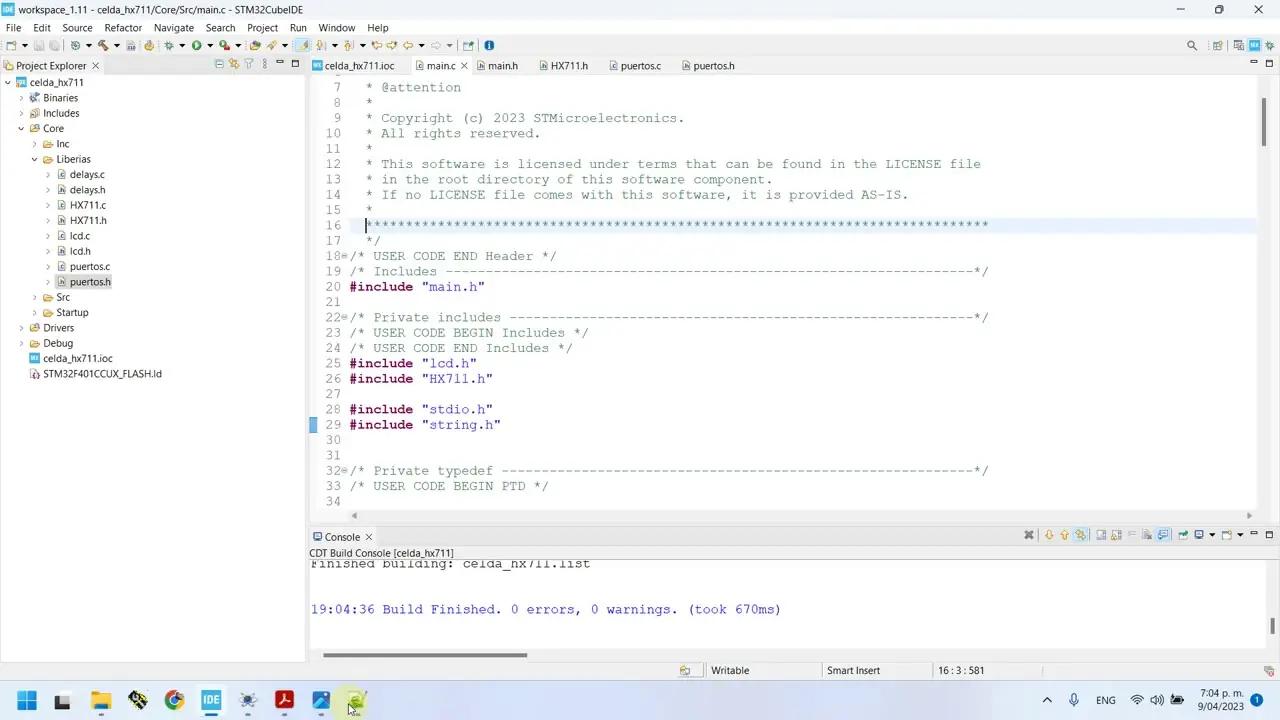 workspace_1.11 - celda_hx711/Core/Src/main.c - STM32CubeIDE
File Edit Source Refactor Navigate Search Project Run Window Help
Project Explorer
celda_hx711.ioc main.c main.h HX711.h puertos.c puertos.h
celda_hx711
Binaries
Includes
Core
Inc
Liberias
delays.c
delays.h
HX711.c
HX711.h
lcd.c
lcd.h
puertos.c
puertos.h
Src
Startup
Drivers
Debug
celda_hx711.ioc
STM32F401CCUX_FLASH.ld
7 * @attention
8 *
9 * Copyright (c) 2023 STMicroelectronics.
10 * All rights reserved.
11 *
12 * This software is licensed under terms that can be found in the LICENSE file
13 * in the root directory of this software component.
14 * If no LICENSE file comes with this software, it is provided AS-IS.
15 *
16 ******************************************************************************
17 */
18 /* USER CODE END Header */
19 /* Includes ------------------------------------------------------------------*/
20 #include "main.h"
21
22 /* Private includes ----------------------------------------------------------*/
23 /* USER CODE BEGIN Includes */
24 /* USER CODE END Includes */
25 #include "lcd.h"
26 #include "HX711.h"
27
28 #include "stdio.h"
29 #include "string.h"
30
31
32 /* Private typedef -----------------------------------------------------------*/
33 /* USER CODE BEGIN PTD */
34
Console
CDT Build Console [celda_hx711]
Finished building: celda_hx711.list
19:04:36 Build Finished. 0 errors, 0 warnings. (took 670ms)
Writable Smart Insert 16 : 3 : 581
IDE
ENG
7:04 p. m.
9/04/2023
1